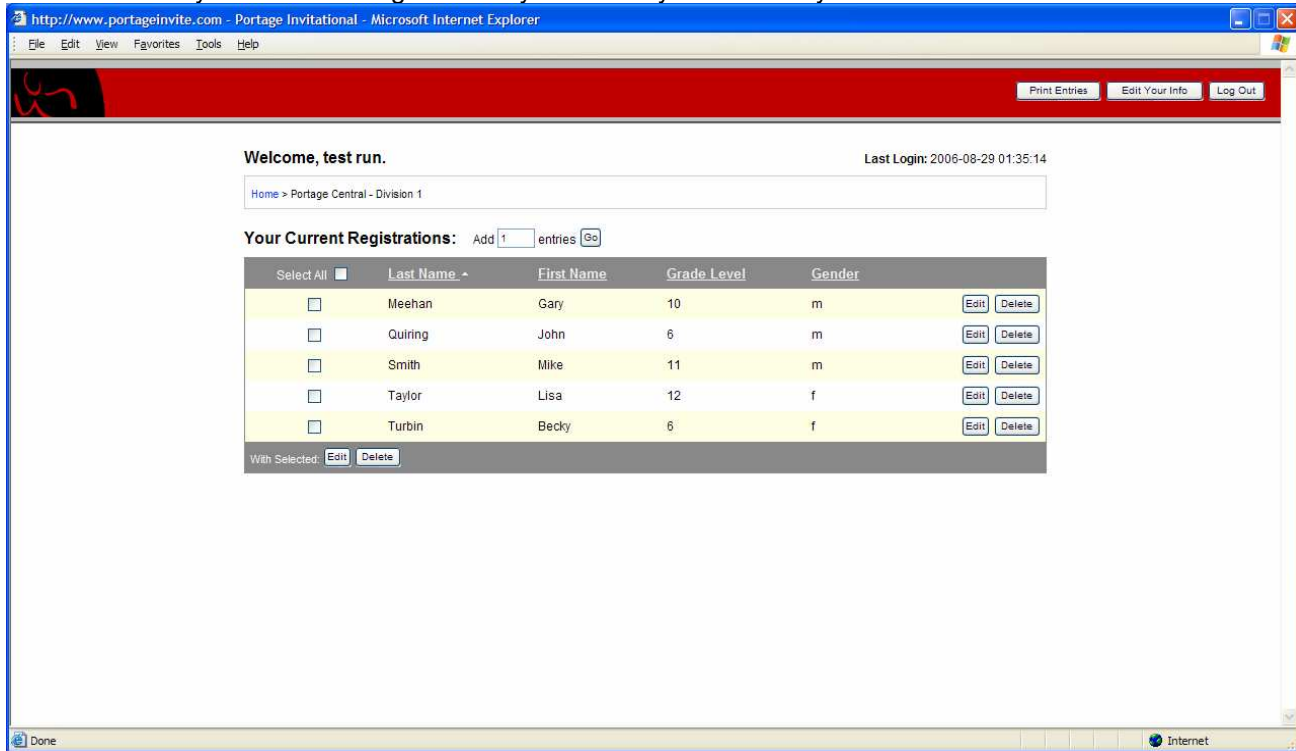 http://www.portageinvite.com - Portage Invitational - Microsoft Internet Explorer
File Edit View Favorites Tools Help
Print Entries Edit Your Info Log Out
Welcome, test run. Last Login: 2006-08-29 01:35:14
Home > Portage Central - Division 1
Your Current Registrations: Add 1 entries Go
Select All Last Name First Name Grade Level Gender
Meehan Gary 10 m Edit Delete
Quiring John 6 m Edit Delete
Smith Mike 11 m Edit Delete
Taylor Lisa 12 f Edit Delete
Turbin Becky 6 f Edit Delete
With Selected: Edit Delete
Done Internet